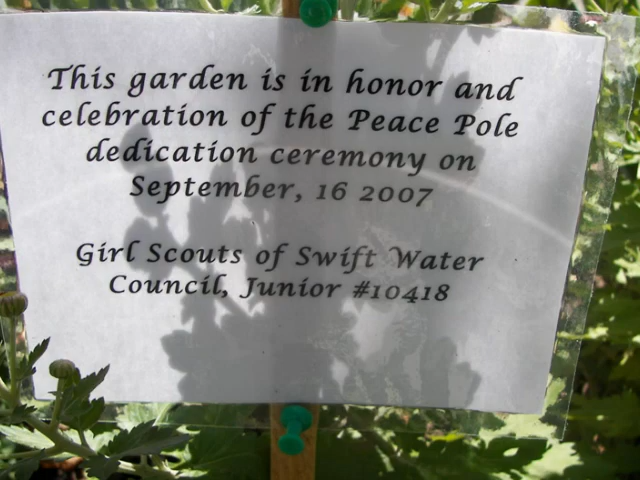 This garden is in honor and
celebration of the Peace Pole
dedication ceremony on
September, 16 2007
Girl Scouts of Swift Water
Council, Junior #10418